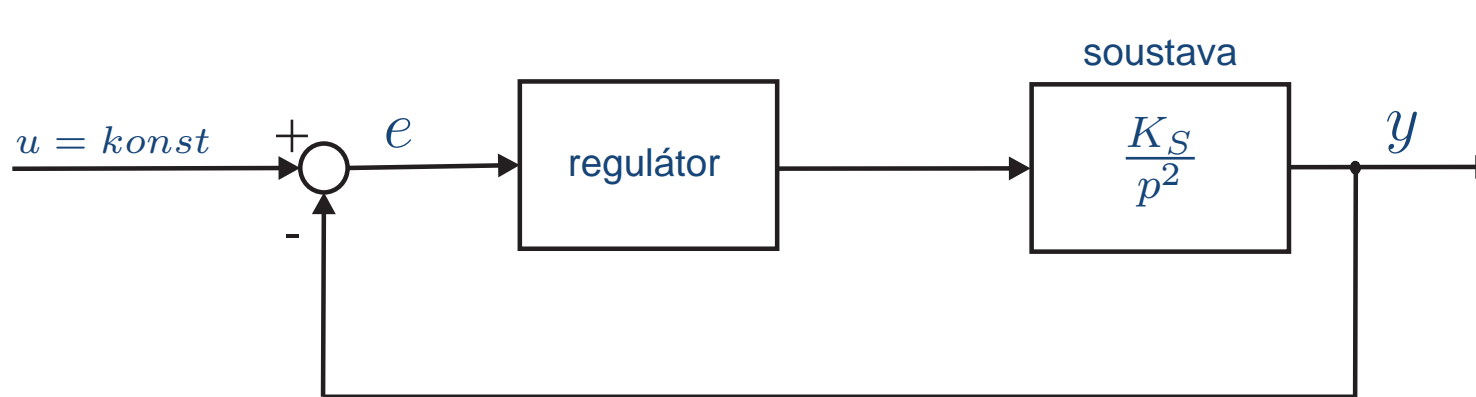 soustava
u = konst
+
e
regulátor
K_S
p^2
y
-